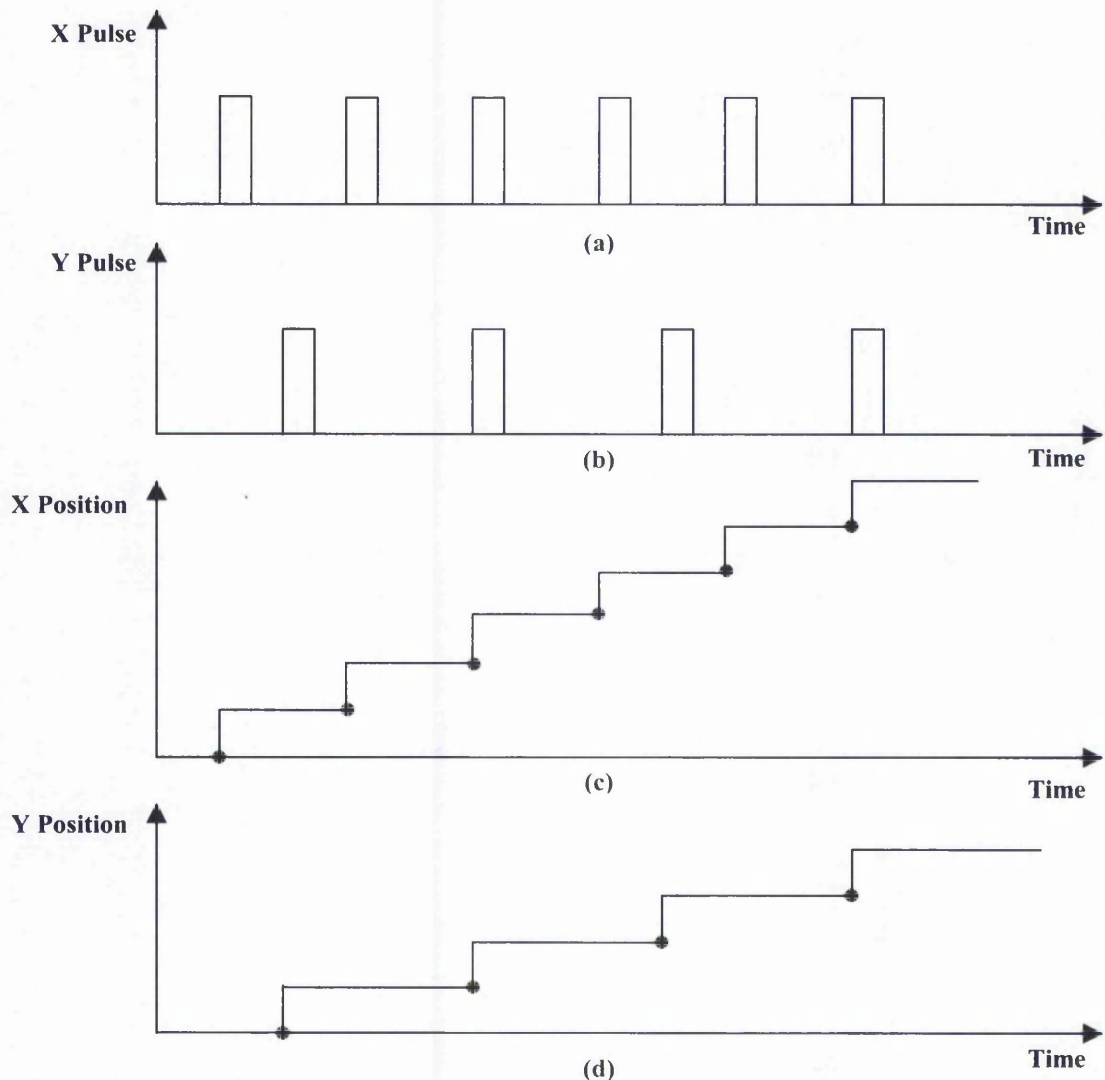 X Pulse
Time
(a)
Y Pulse
Time
(b)
X Position
Time
(c)
Y Position
Time
(d)